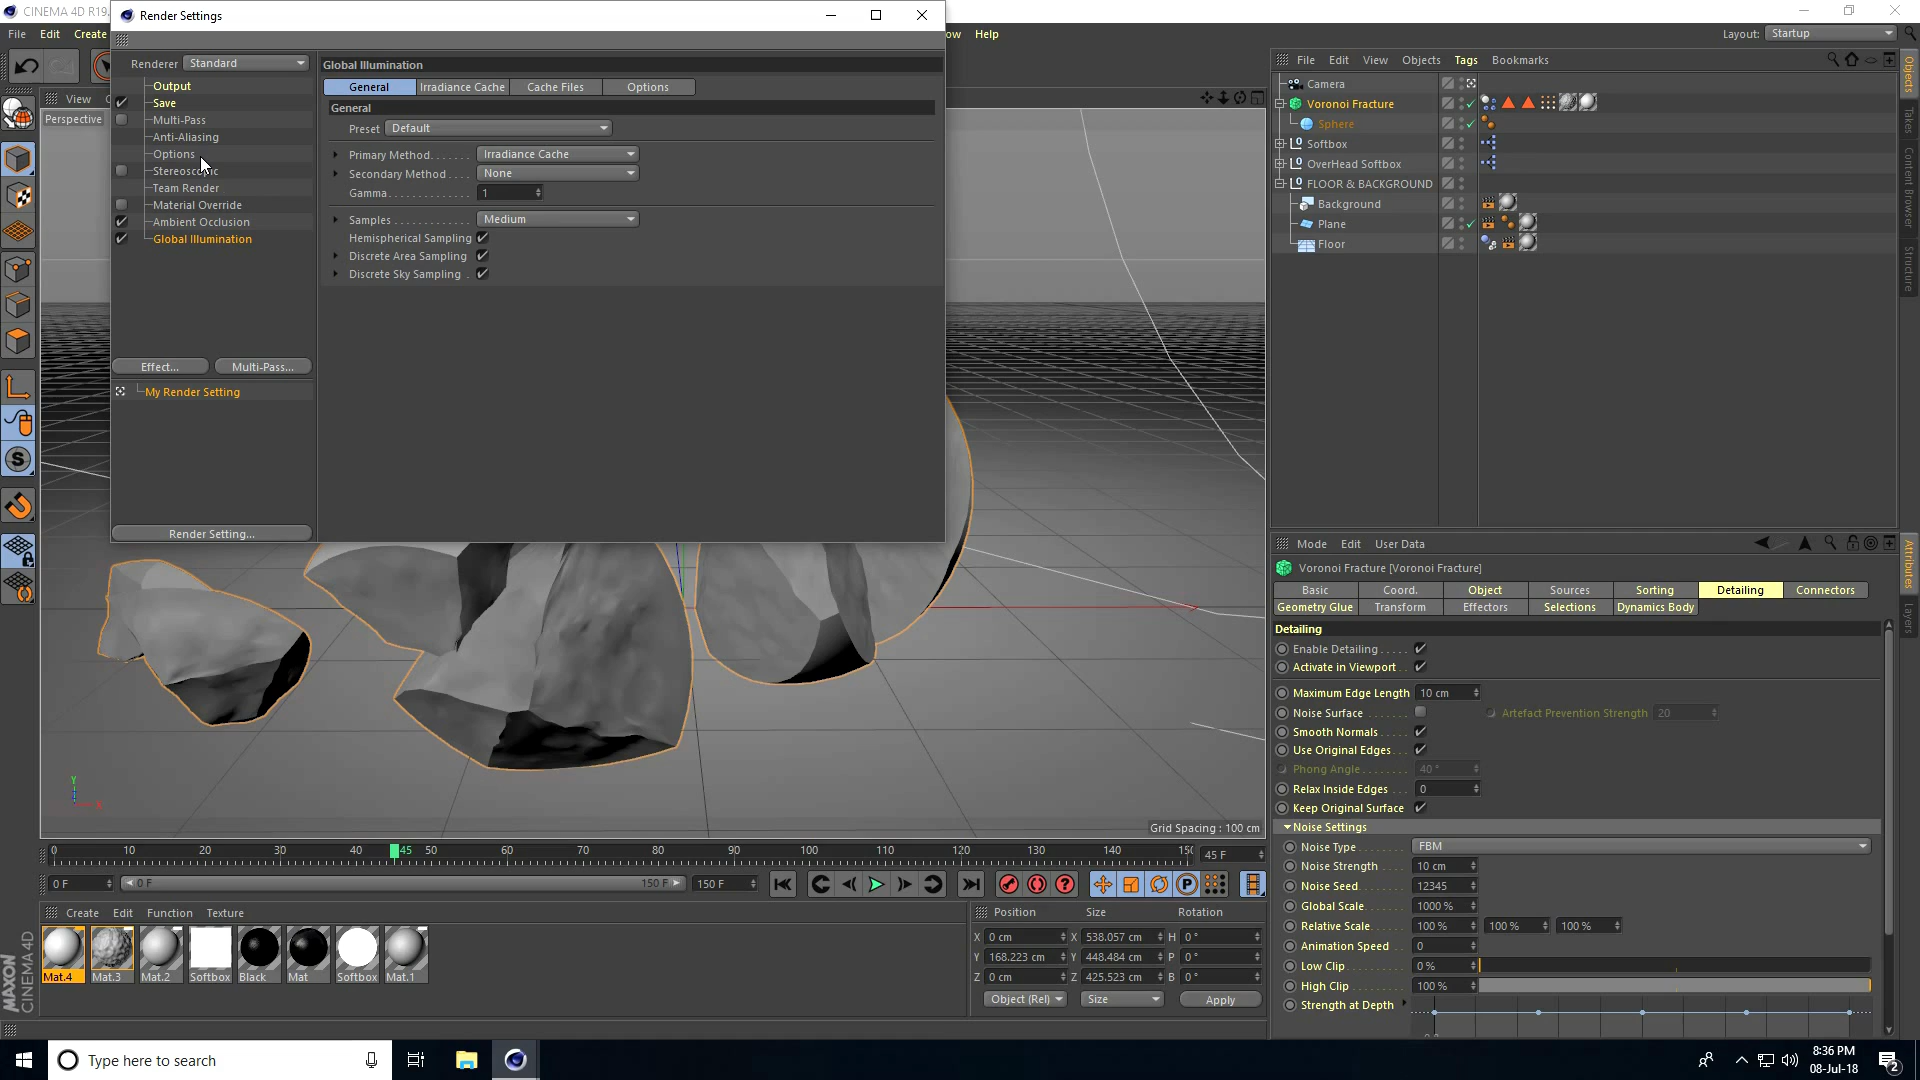 CINEMA 4D R19.
Render Settings
File Edit Create
ow Help
Layout: Startup
Renderer Standard
Output
Save
Multi-Pass
Anti-Aliasing
Options
Team Render
Material Override
Ambient Occlusion
Global Illumination
Effect...
Multi-Pass...
My Render Setting
Render Setting...
Global Illumination
General Irradiance Cache Cache Files Options
General
Preset Default
Primary Method Irradiance Cache
Secondary Method None
Gamma 1
Samples Medium
Hemispherical Sampling
Discrete Area Sampling
Discrete Sky Sampling
View
Perspective
Grid Spacing : 100 cm
File Edit View Objects Tags Bookmarks
Camera
Voronoi Fracture
Sphere
Softbox
OverHead Softbox
FLOOR & BACKGROUND
Background
Plane
Floor
Objects
Takes
Content Browser
Structure
Mode Edit User Data
Voronoi Fracture [Voronoi Fracture]
Basic Coord. Object Sources Sorting Detailing Connectors
Geometry Glue Transform Effectors Selections Dynamics Body
Detailing
Enable Detailing
Activate in Viewport
Maximum Edge Length 10 cm
Noise Surface Artefact Prevention Strength 20
Smooth Normals
Use Original Edges
Phong Angle 40 °
Relax Inside Edges 0
Keep Original Surface
Noise Settings
Noise Type FBM
Noise Strength 10 cm
Noise Seed 12345
Global Scale 1000 %
Relative Scale 100 % 100 % 100 %
Animation Speed 0
Low Clip 0 %
High Clip 100 %
Strength at Depth
Attributes
Layers
0 10 20 30 40 45 50 60 70 80 90 100 110 120 130 140 150
45 F
0 F 0 F 150 F 150 F
Create Edit Function Texture
Mat.4 Mat.3 Mat.2 Softbox Black Mat Softbox Mat.1
MAXON
CINEMA 4D
Position Size Rotation
X 0 cm X 538.057 cm H 0 °
Y 168.223 cm Y 448.484 cm P 0 °
Z 0 cm Z 425.523 cm B 0 °
Object (Rel) Size Apply
Type here to search
8:36 PM
08-Jul-18
2